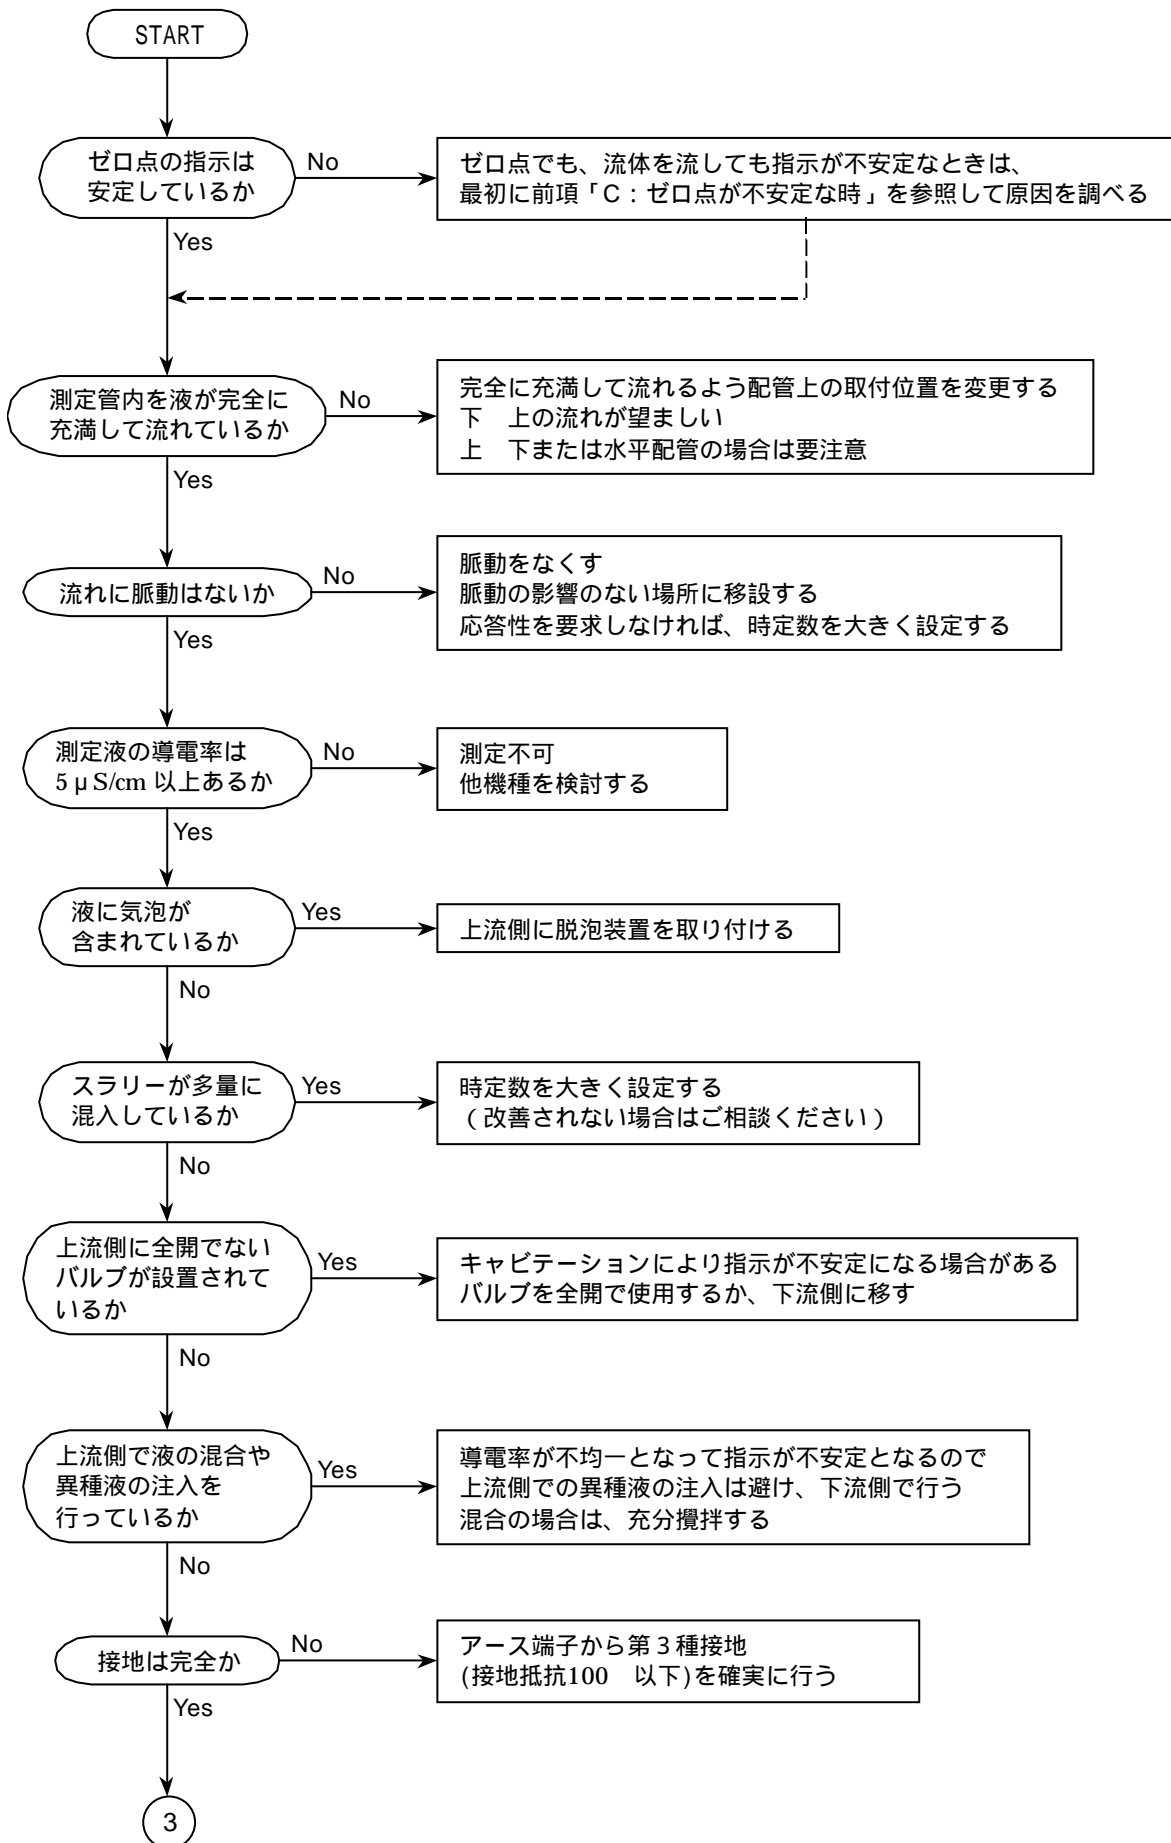 START
ゼロ点の指示は
安定しているか
No
ゼロ点でも、流体を流しても指示が不安定なときは、
最初に前項「C：ゼロ点が不安定な時」を参照して原因を調べる
Yes
測定管内を液が完全に
充満して流れているか
No
完全に充満して流れるよう配管上の取付位置を変更する
下　上の流れが望ましい
上　下または水平配管の場合は要注意
Yes
流れに脈動はないか
No
脈動をなくす
脈動の影響のない場所に移設する
応答性を要求しなければ、時定数を大きく設定する
Yes
測定液の導電率は
5μS/cm 以上あるか
No
測定不可
他機種を検討する
Yes
液に気泡が
含まれているか
Yes
上流側に脱泡装置を取り付ける
No
スラリーが多量に
混入しているか
Yes
時定数を大きく設定する
（改善されない場合はご相談ください）
No
上流側に全開でない
バルブが設置されて
いるか
Yes
キャビテーションにより指示が不安定になる場合がある
バルブを全開で使用するか、下流側に移す
No
上流側で液の混合や
異種液の注入を
行っているか
Yes
導電率が不均一となって指示が不安定となるので
上流側での異種液の注入は避け、下流側で行う
混合の場合は、充分攪拌する
No
接地は完全か
No
アース端子から第３種接地
(接地抵抗100　以下)を確実に行う
Yes
3